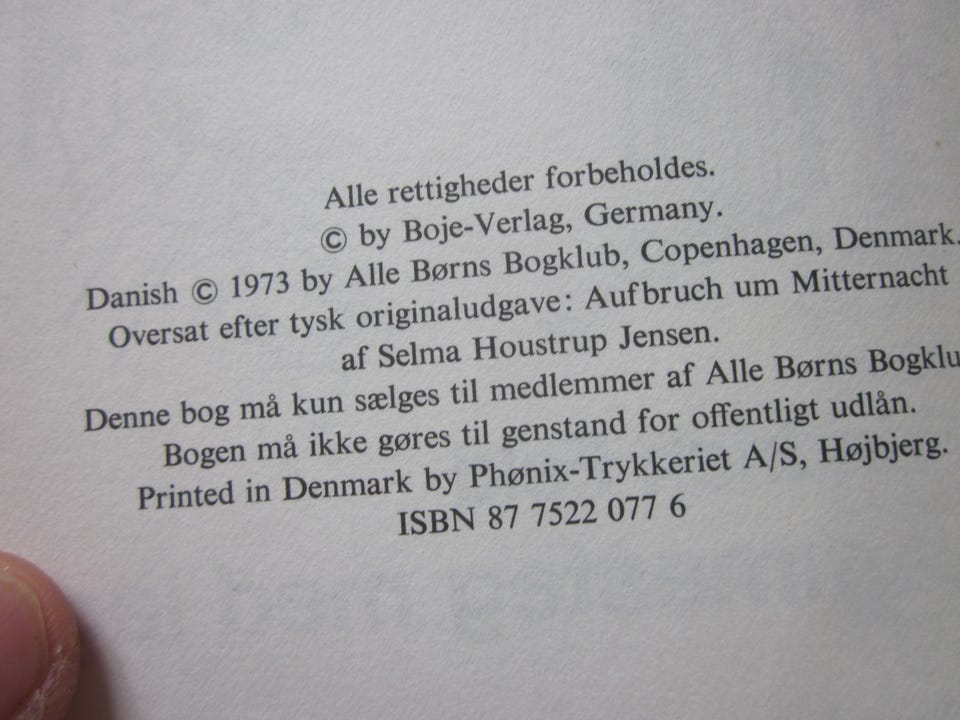 Alle rettigheder forbeholdes.
© by Boje-Verlag, Germany.
Danish © 1973 by Alle Børns Bogklub, Copenhagen, Denmark.
Oversat efter tysk originaludgave: Aufbruch um Mitternacht
af Selma Houstrup Jensen.
Denne bog må kun sælges til medlemmer af Alle Børns Bogklu
Bogen må ikke gøres til genstand for offentligt udlån.
Printed in Denmark by Phønix-Trykkeriet A/S, Højbjerg.
ISBN 87 7522 077 6